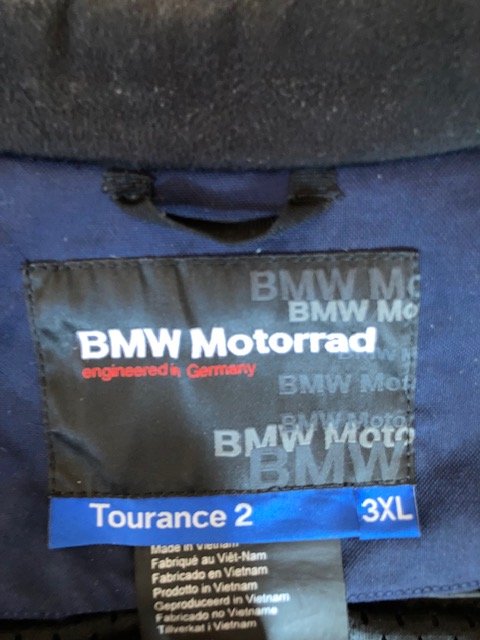 BMW Mo
BMW Mo
BMW Motorrad
engineered in Germany
BMW Mot
BMW Moto
BMW Moto
BMW
Tourance 2
3XL
Made in Vietnam
Fabriqué au Viêt-Nam
Fabricado en Vietnam
Prodotto in Vietnam
Geproduceerd in Vietnam
Fabricado no Vietname
Tillverkat i Vietnam